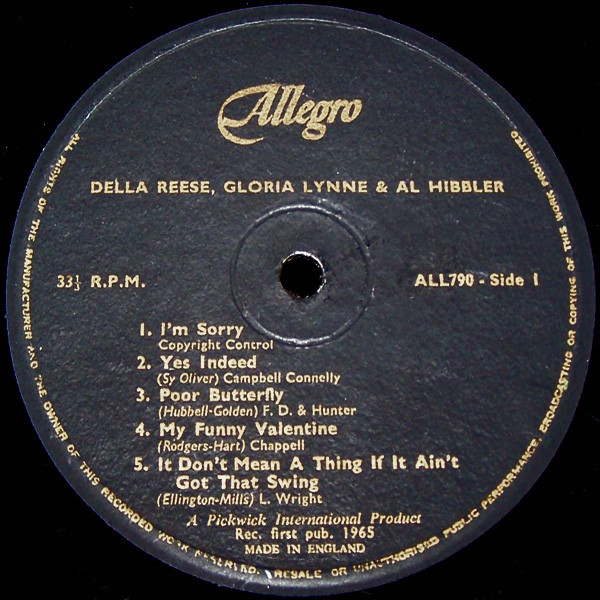 Allegro
DELLA REESE, GLORIA LYNNE & AL HIBBLER
33⅓ R.P.M.
ALL790 - Side 1
1. I'm Sorry
Copyright Control
2. Yes Indeed
(Sy Oliver) Campbell Connelly
3. Poor Butterfly
(Hubbell-Golden) F. D. & Hunter
4. My Funny Valentine
(Rodgers-Hart) Chappell
5. It Don't Mean A Thing If It Ain't
Got That Swing
(Ellington-Mills) L. Wright
A Pickwick International Product
Rec. first pub. 1965
MADE IN ENGLAND
ALL RIGHTS OF THE MANUFACTURER AND THE OWNER OF THIS RECORDED WORK RESERVED. RESALE OR UNAUTHORISED PUBLIC PERFORMANCE, BROADCASTING OR COPYING OF THIS WORK PROHIBITED